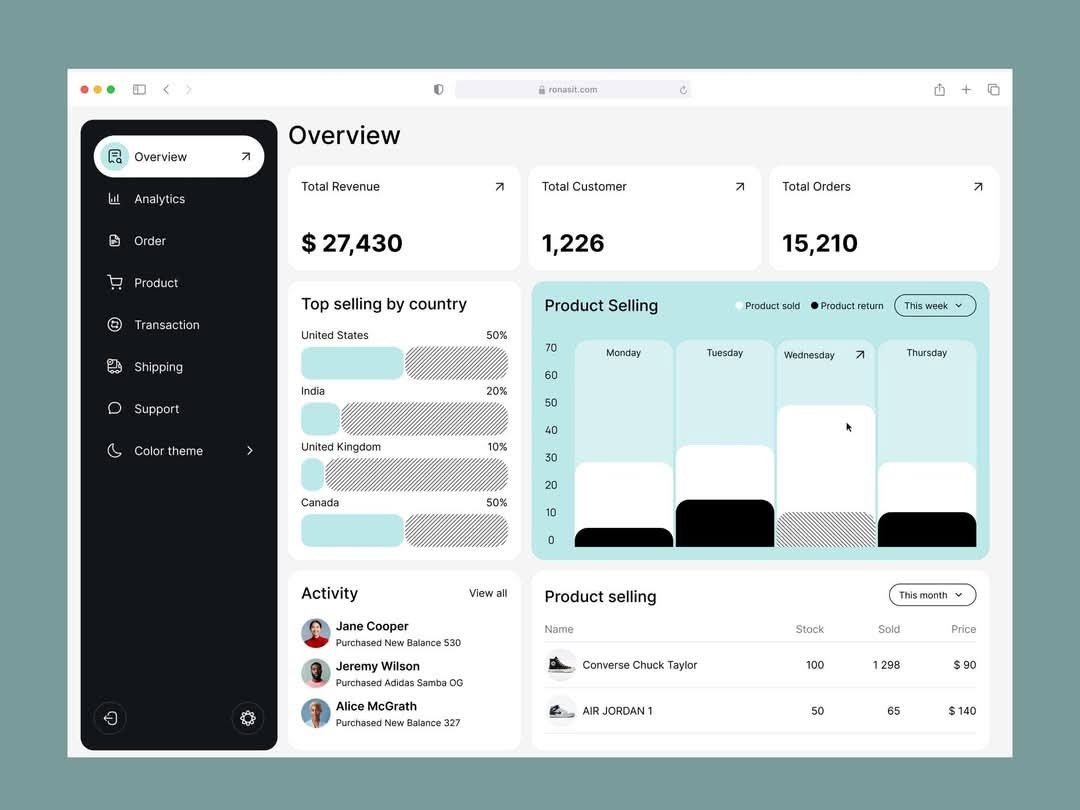 ronasit.com
Overview
Analytics
Order
Product
Transaction
Shipping
Support
Color theme
Overview
Total Revenue
$ 27,430
Total Customer
1,226
Total Orders
15,210
Top selling by country
United States 50%
India 20%
United Kingdom 10%
Canada 50%
Product Selling
Product sold Product return This week
70
60
50
40
30
20
10
0
Monday Tuesday Wednesday Thursday
Activity View all
Jane Cooper
Purchased New Balance 530
Jeremy Wilson
Purchased Adidas Samba OG
Alice McGrath
Purchased New Balance 327
Product selling This month
Name Stock Sold Price
Converse Chuck Taylor 100 1 298 $ 90
AIR JORDAN 1 50 65 $ 140